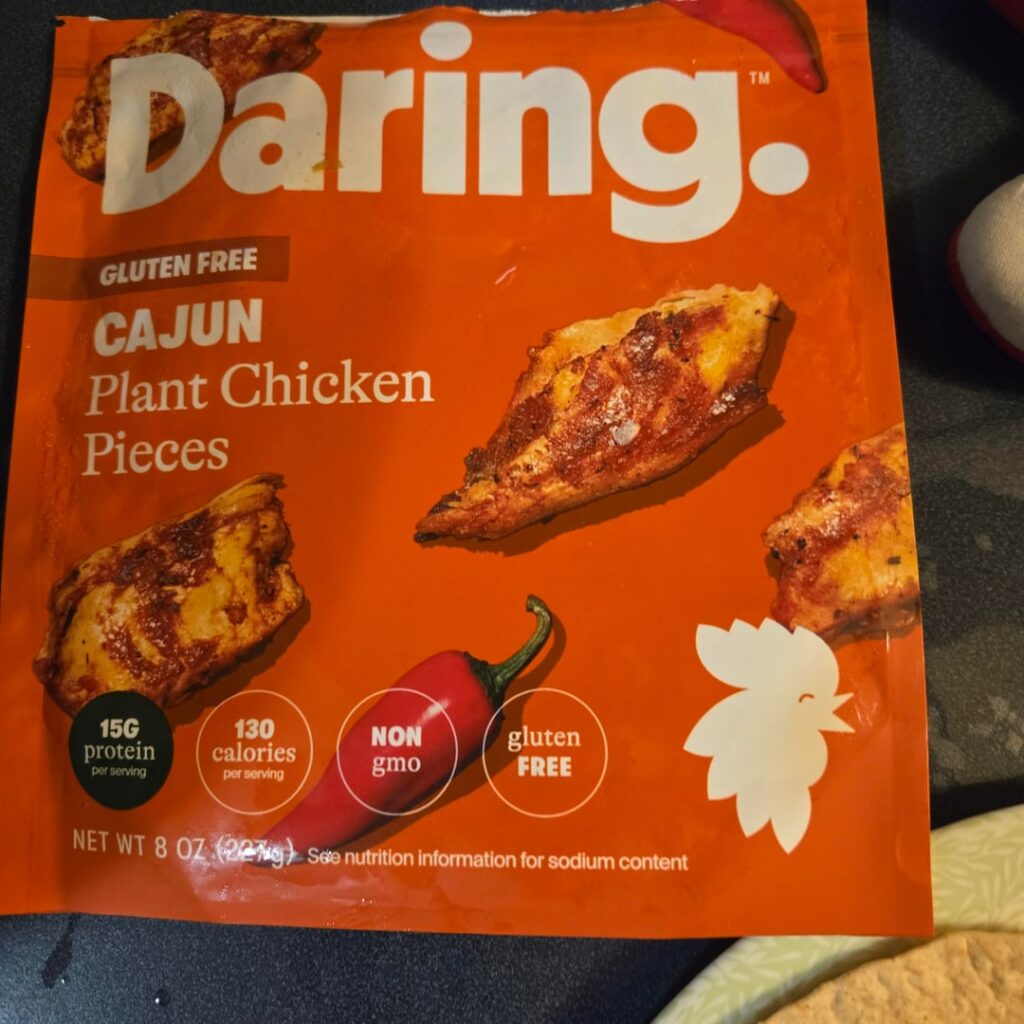 Daring.™
GLUTEN FREE
CAJUN
Plant Chicken
Pieces
15G
protein
per serving
130
calories
per serving
NON
gmo
gluten
FREE
NET WT 8 OZ (227g) See nutrition information for sodium content